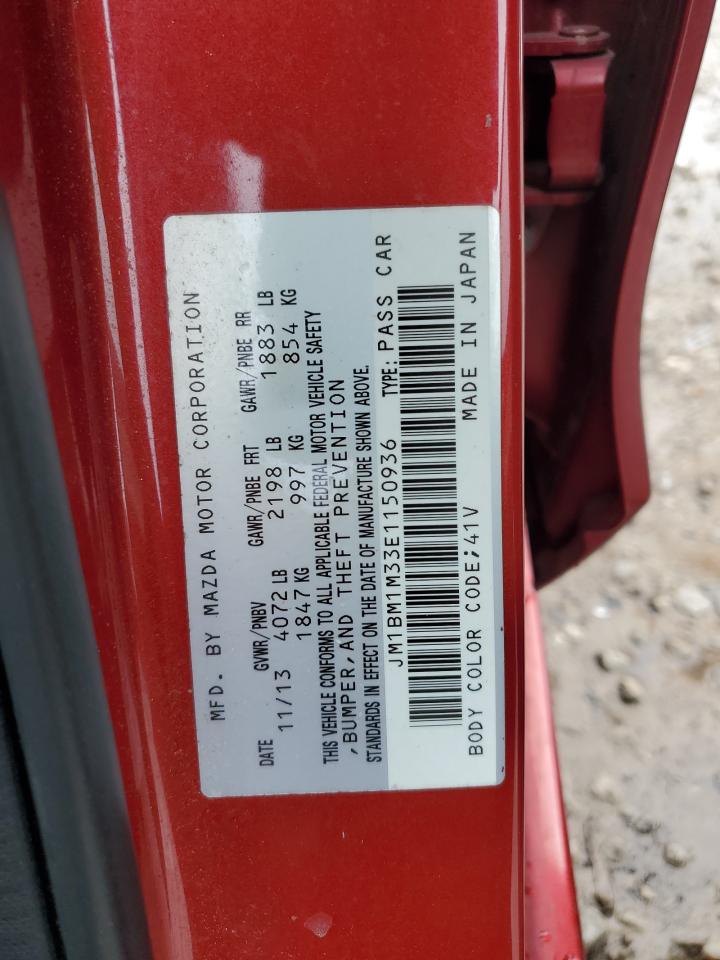 MFD. BY MAZDA MOTOR CORPORATION
DATE GVWR/PNBV GAWR/PNBE FRT GAWR/PNBE RR
11/13 4072 LB 2198 LB 1883 LB
1847 KG 997 KG 854 KG
THIS VEHICLE CONFORMS TO ALL APPLICABLE FEDERAL MOTOR VEHICLE SAFETY
,BUMPER,AND THEFT PREVENTION
STANDARDS IN EFFECT ON THE DATE OF MANUFACTURE SHOWN ABOVE.
JM1BM1M33E1150936 TYPE: PASS CAR
BODY COLOR CODE;41V MADE IN JAPAN